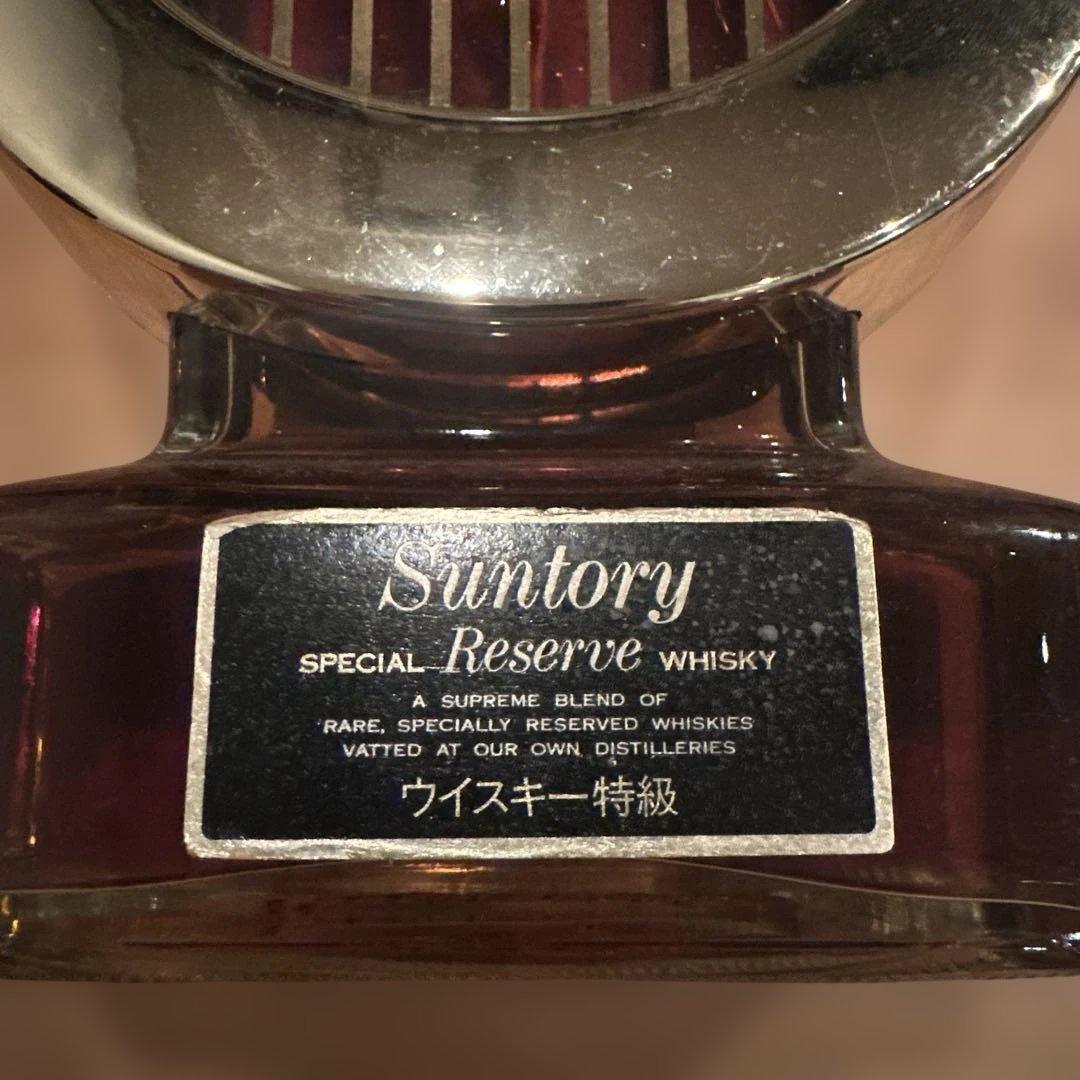 Suntory
SPECIAL Reserve WHISKY
A SUPREME BLEND OF
RARE, SPECIALLY RESERVED WHISKIES
VATTED AT OUR OWN DISTILLERIES
ウイスキー特級